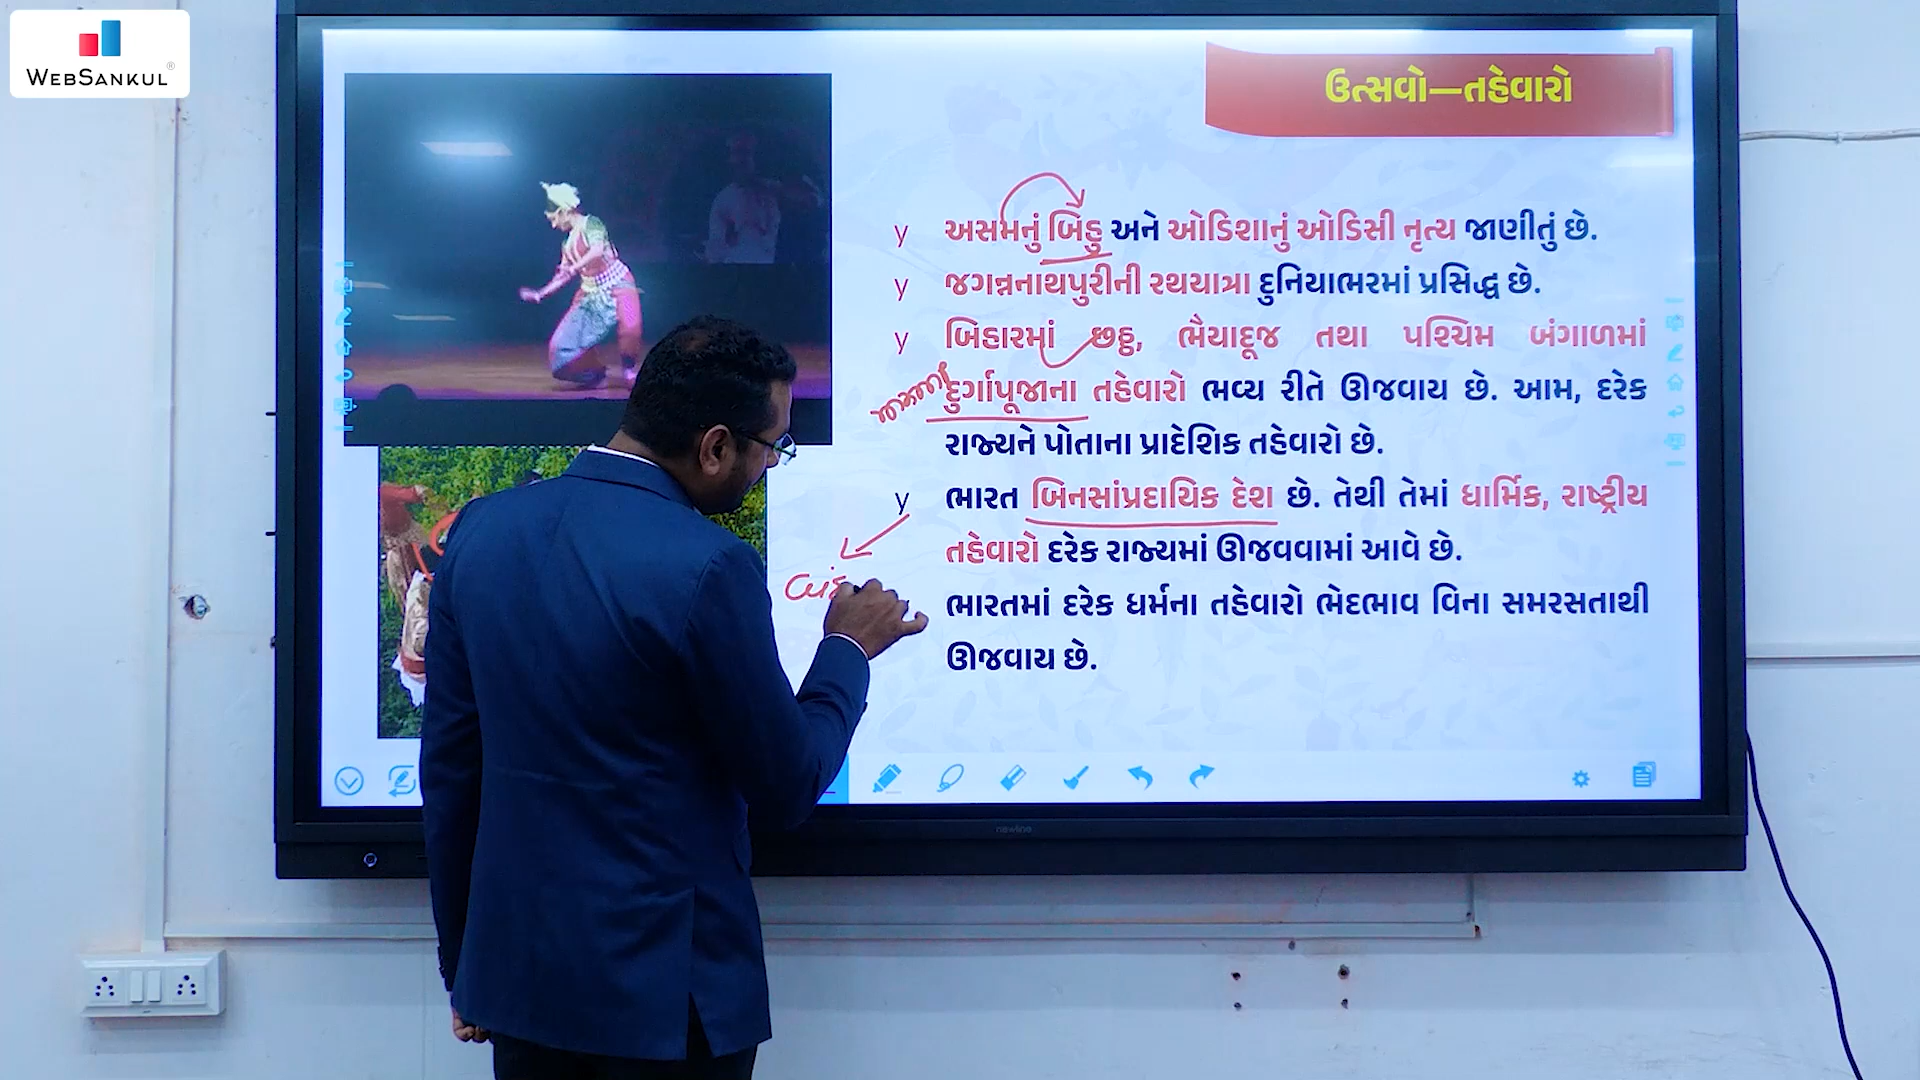 WEBSANKUL®
ઉત્સવો—તહેવારો
y અસમનું બિહુ અને ઓડિશાનું ઓડિસી નૃત્ય જાણીતું છે.
y જગન્નનાથપુરીની રથયાત્રા દુનિયાભરમાં પ્રસિદ્ધ છે.
y બિહારમાં છઠ્ઠ, ભૈયાદૂજ તથા પશ્ચિમ બંગાળમાં
દુર્ગાપૂજાના તહેવારો ભવ્ય રીતે ઊજવાય છે. આમ, દરેક
રાજ્યને પોતાના પ્રાદેશિક તહેવારો છે.
y ભારત બિનસાંપ્રદાયિક દેશ છે. તેથી તેમાં ધાર્મિક, રાષ્ટ્રીય
તહેવારો દરેક રાજ્યમાં ઊજવવામાં આવે છે.
ભારતમાં દરેક ધર્મના તહેવારો ભેદભાવ વિના સમરસતાથી
ઊજવાય છે.
newline